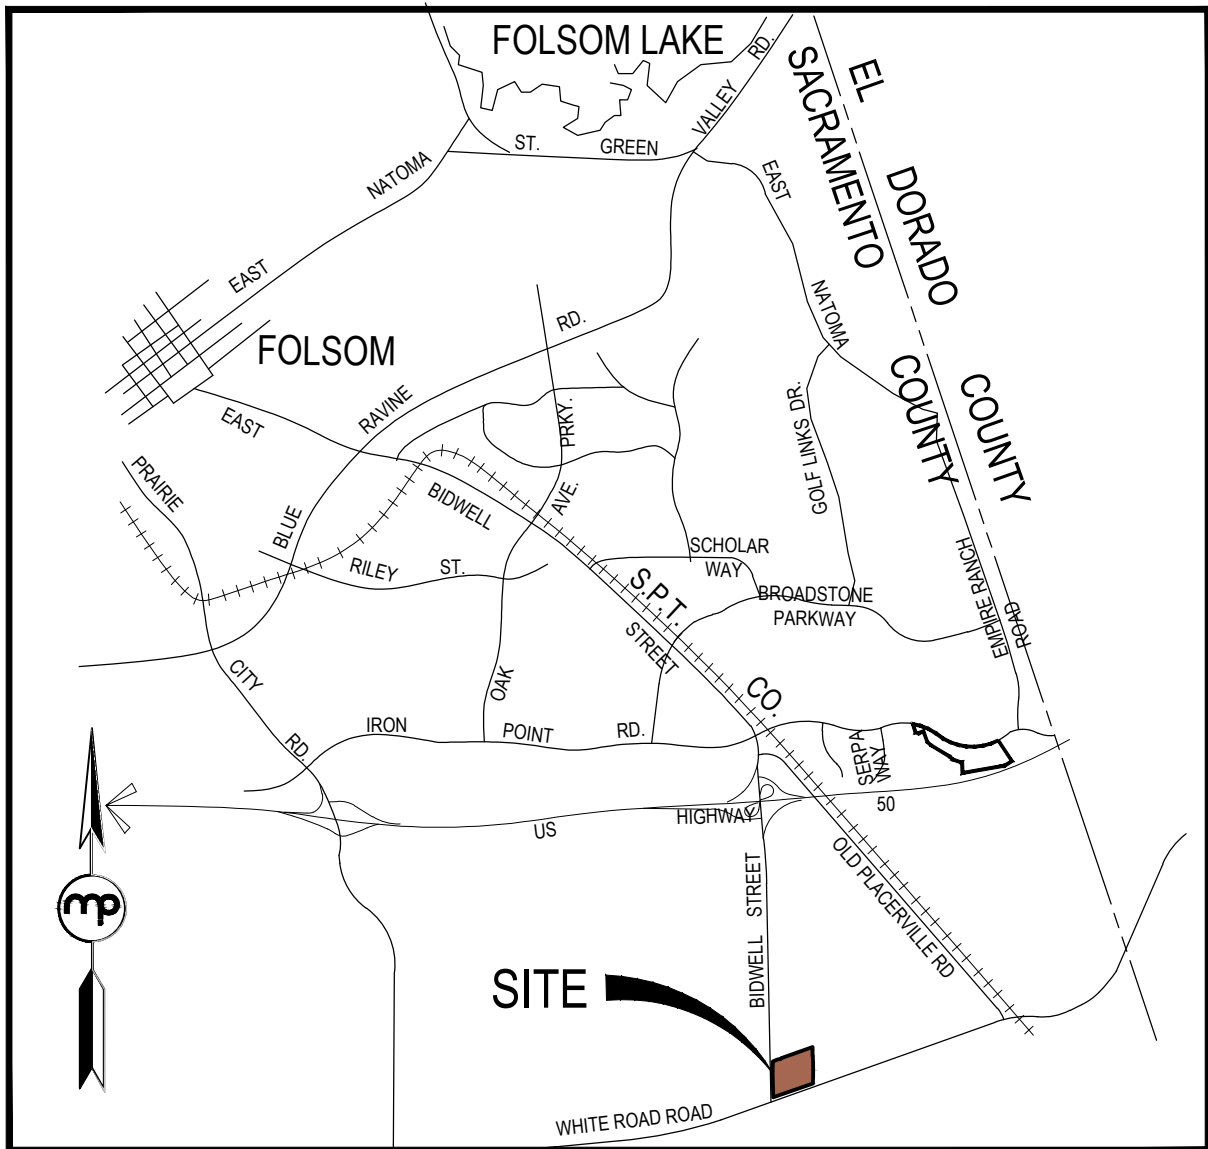 FOLSOM LAKE
EL DORADO COUNTY
SACRAMENTO COUNTY
VALLEY RD.
ST. GREEN
EAST NATOMA
EAST NATOMA
FOLSOM
RD.
RAVINE
BLUE
EAST
BIDWELL
STREET
PRKY.
AVE.
OAK
PRAIRIE
CITY
RD.
RILEY ST.
GOLF LINKS DR.
SCHOLAR
WAY
BROADSTONE
PARKWAY
EMPIRE RANCH
ROAD
S.P.T. CO.
IRON POINT RD.
SERPA
WAY
US HIGHWAY 50
OLD PLACERVILLE RD
BIDWELL STREET
mp
SITE
WHITE ROAD ROAD